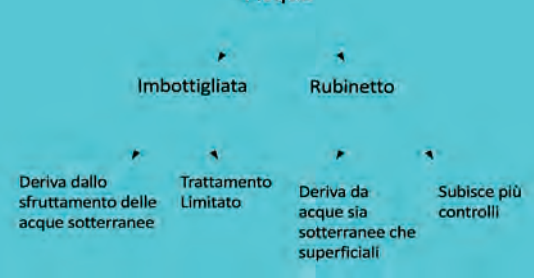 Imbottigliata
Rubinetto
Deriva dallo
sfruttamento delle
acque sotterranee
Trattamento
Limitato
Deriva da
acque sia
sotterranee che
superficiali
Subisce più
controlli